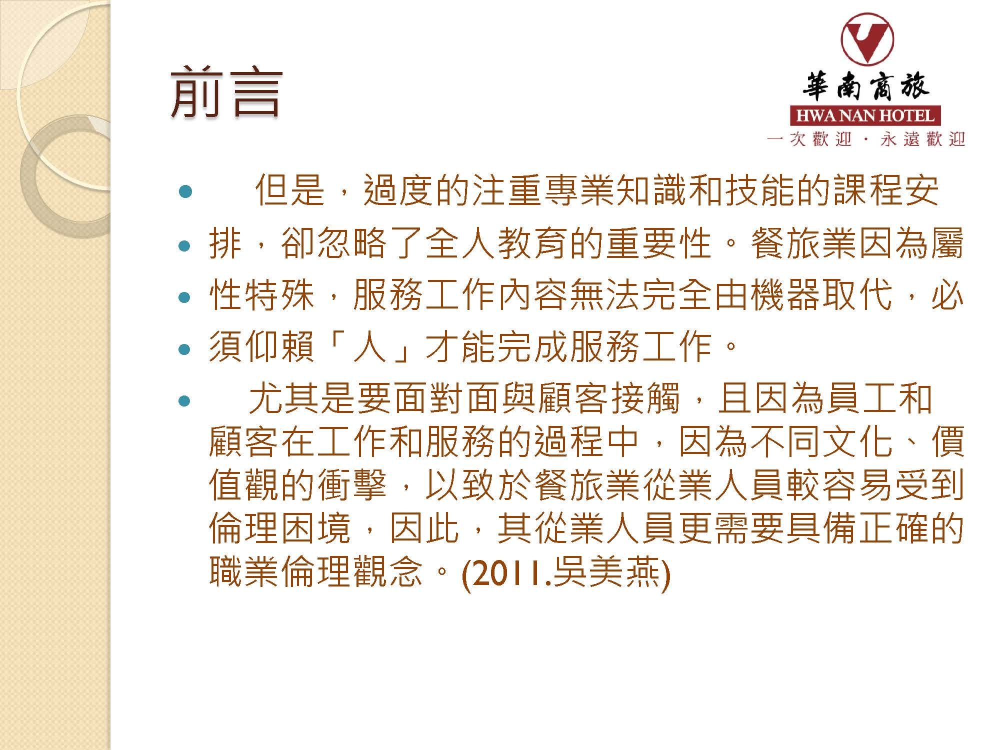 華南商旅
HWA NAN HOTEL
一次歡迎·永遠歡迎
前言
• 但是，過度的注重專業知識和技能的課程安
• 排，卻忽略了全人教育的重要性。餐旅業因為屬
• 性特殊，服務工作內容無法完全由機器取代，必
• 須仰賴「人」才能完成服務工作。
• 尤其是要面對面與顧客接觸，且因為員工和
顧客在工作和服務的過程中，因為不同文化、價
值觀的衝擊，以致於餐旅業從業人員較容易受到
倫理困境，因此，其從業人員更需要具備正確的
職業倫理觀念。(2011.吳美燕)